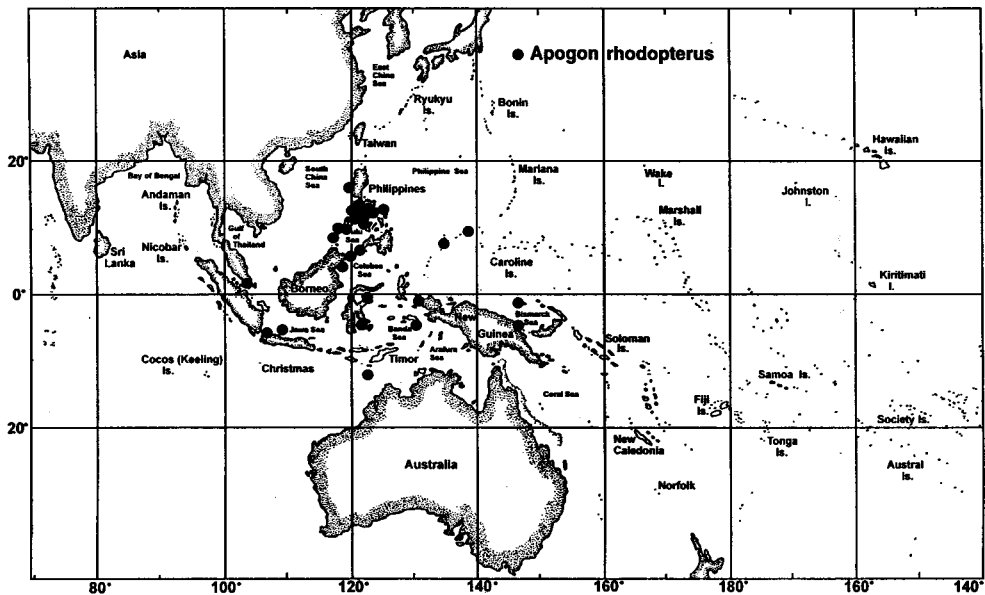 Apogon rhodopterus
Asia
East
China
Sea
Ryukyu
Is.
Bonin
Is.
Taiwan
Hawaiian
Is.
20°
Bay of Bengal
South
China
Sea
Philippine Sea
Mariana
Is.
Wake
I.
Johnston
I.
Andaman
Is.
Philippines
Marshall
Is.
Gulf
of
Thailand
Sea
Sri
Lanka
Nicobar
Is.
Celebes
Sea
Caroline
Is.
Kiritimati
I.
Borneo
0°
Java Sea
Banda
Sea
New
Guinea
Bismarck
Sea
Soloman
Is.
Arafura
Sea
Cocos (Keeling)
Is.
Christmas
Timor
Samoa Is.
Coral Sea
Fiji
Is.
Society Is.
20°
New
Caledonia
Tonga
Is.
Australia
Austral
Is.
Norfolk
80° 100° 120° 140° 160° 180° 160° 140°